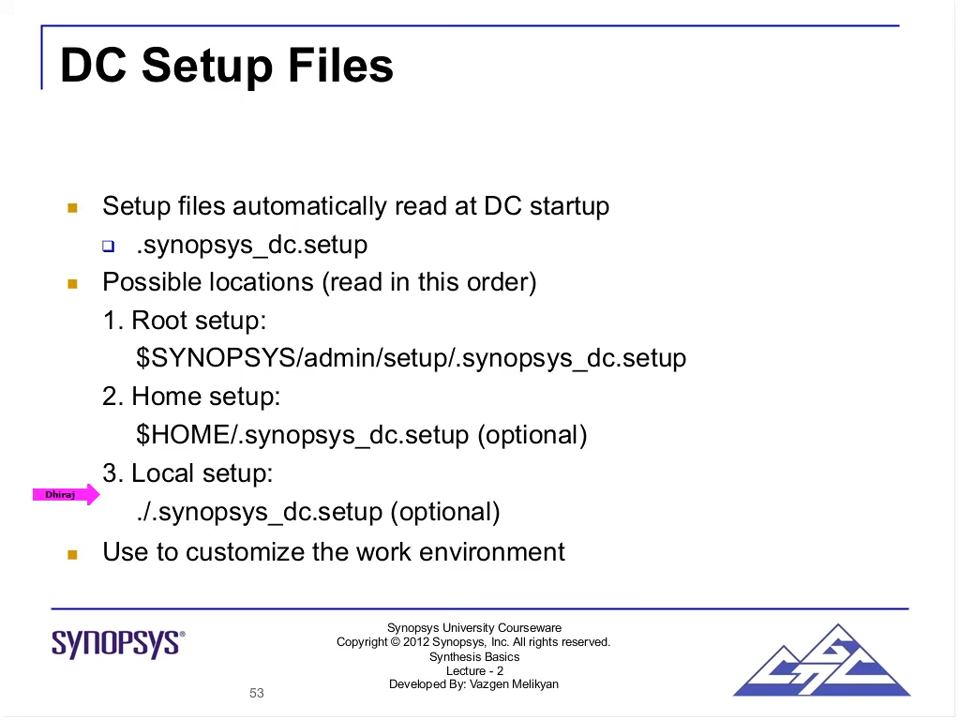 DC Setup Files
Setup files automatically read at DC startup
.synopsys_dc.setup
Possible locations (read in this order)
1. Root setup:
$SYNOPSYS/admin/setup/.synopsys_dc.setup
2. Home setup:
$HOME/.synopsys_dc.setup (optional)
3. Local setup:
Dhiraj
./.synopsys_dc.setup (optional)
Use to customize the work environment
SYNOPSYS®
Synopsys University Courseware
Copyright © 2012 Synopsys, Inc. All rights reserved.
Synthesis Basics
Lecture - 2
Developed By: Vazgen Melikyan
53